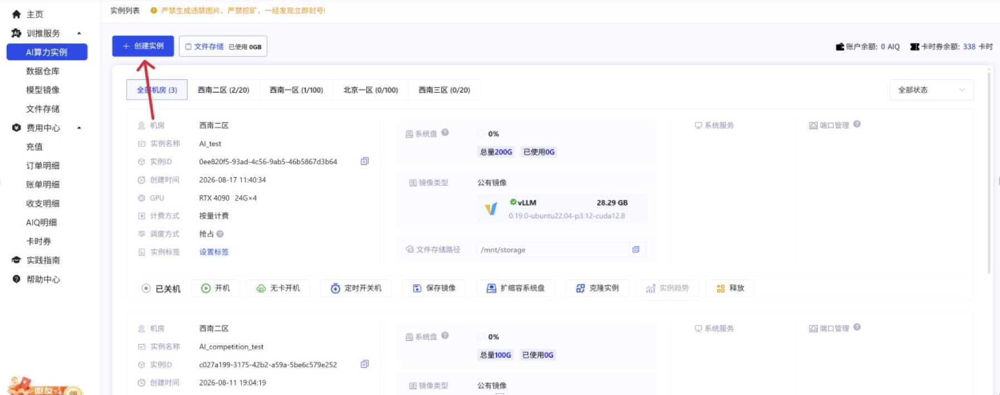 主页
训推服务
AI算力实例
数据仓库
模型镜像
文件存储
费用中心
充值
订单明细
账单明细
收支明细
AIQ明细
卡时券
实践指南
帮助中心
邀友
实例列表 严禁生成违禁图片、严禁挖矿，一经发现立即封号!
+ 创建实例 文件存储 已使用 0GB
账户余额: 0 AIQ 卡时券余额: 338 卡时
全部机房 (3) 西南二区 (2/20) 西南一区 (1/100) 北京一区 (0/100) 西南三区 (0/20) 全部状态
机房 西南二区
实例名称 AI_test
实例ID 0ee820f5-93ad-4c56-9ab5-46b5867d3b64
创建时间 2026-08-17 11:40:34
GPU RTX 4090 24G×4
计费方式 按量计费
调度方式 抢占
实例标签 设置标签
系统盘 0%
总量200G 已使用0G
镜像类型 公有镜像
vLLM 28.29 GB
0.19.0-ubuntu22.04-p3.12-cuda12.8
文件存储路径 /mnt/storage
系统服务
端口管理
已关机 开机 无卡开机 定时开关机 保存镜像 扩缩容系统盘 克隆实例 实例趋势 释放
机房 西南二区
实例名称 AI_competition_test
实例ID c027a199-3175-42b2-a59a-5be6c579e252
创建时间 2026-08-11 19:04:19
系统盘 0%
总量100G 已使用0G
镜像类型 公有镜像
系统服务
端口管理